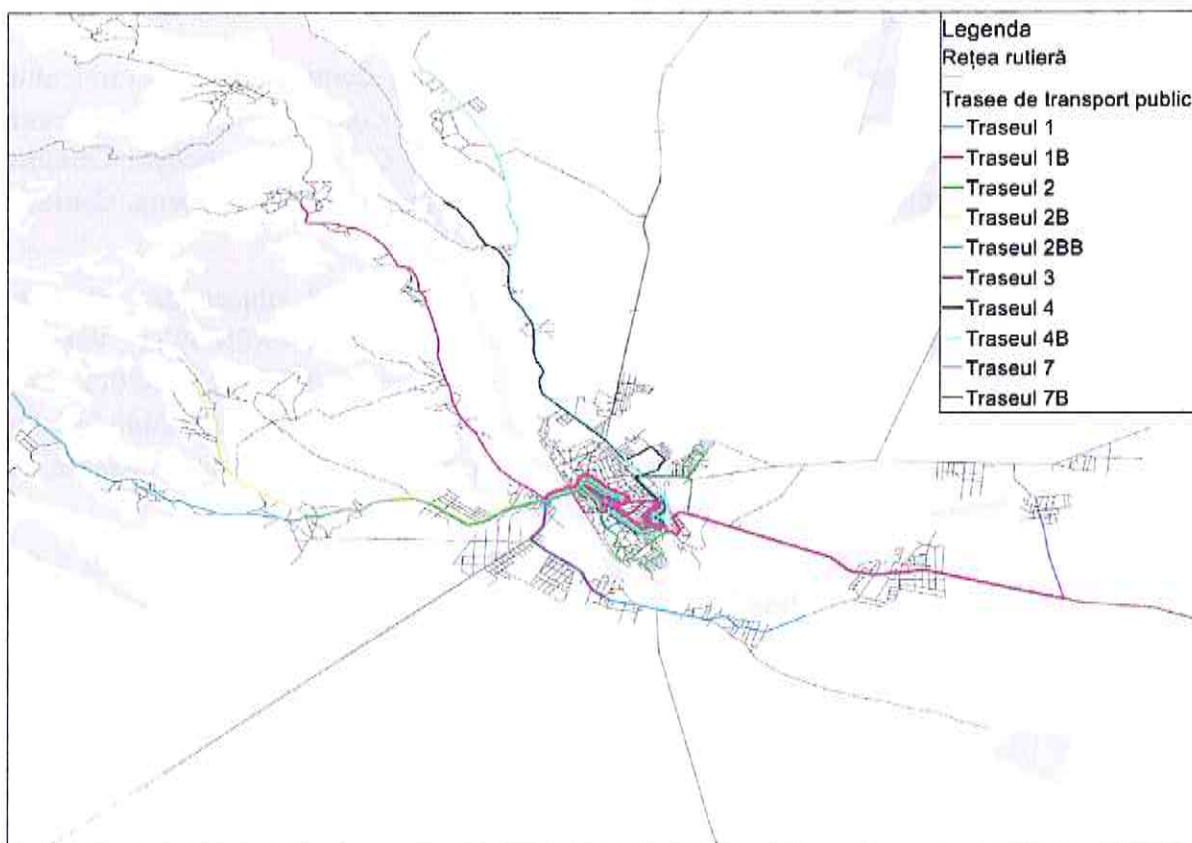 Legenda
Rețea rutieră
Trasee de transport public
Traseul 1
Traseul 1B
Traseul 2
Traseul 2B
Traseul 2BB
Traseul 3
Traseul 4
Traseul 4B
Traseul 7
Traseul 7B